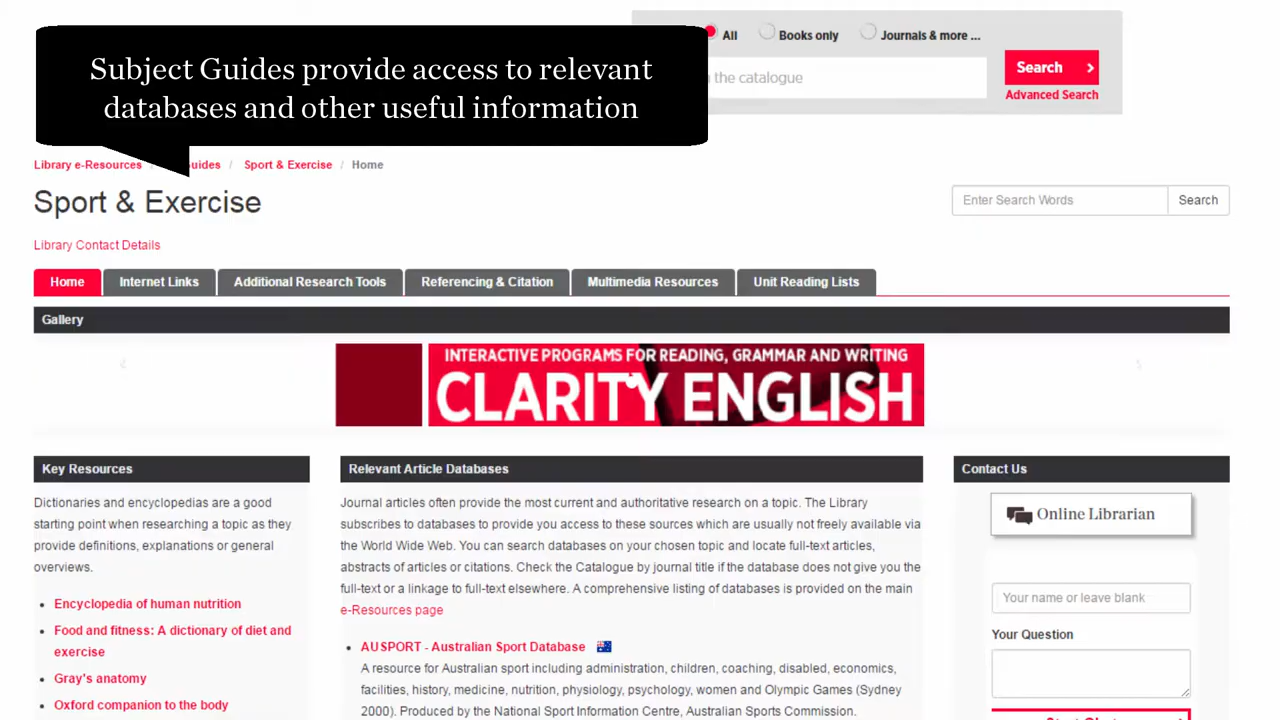 Subject Guides provide access to relevant
databases and other useful information
All
Books only
Journals & more ...
the catalogue
Search
Advanced Search
Library e-Resources / uides / Sport & Exercise / Home
Sport & Exercise
Enter Search Words
Search
Library Contact Details
Home
Internet Links
Additional Research Tools
Referencing & Citation
Multimedia Resources
Unit Reading Lists
Gallery
INTERACTIVE PROGRAMS FOR READING, GRAMMAR AND WRITING
CLARITY ENGLISH
Key Resources
Dictionaries and encyclopedias are a good
starting point when researching a topic as they
provide definitions, explanations or general
overviews.
Encyclopedia of human nutrition
Food and fitness: A dictionary of diet and
exercise
Gray's anatomy
Oxford companion to the body
Relevant Article Databases
Journal articles often provide the most current and authoritative research on a topic. The Library
subscribes to databases to provide you access to these sources which are usually not freely available via
the World Wide Web. You can search databases on your chosen topic and locate full-text articles,
abstracts of articles or citations. Check the Catalogue by journal title if the database does not give you the
full-text or a linkage to full-text elsewhere. A comprehensive listing of databases is provided on the main
e-Resources page
AUSPORT - Australian Sport Database
A resource for Australian sport including administration, children, coaching, disabled, economics,
facilities, history, medicine, nutrition, physiology, psychology, women and Olympic Games (Sydney
2000). Produced by the National Sport Information Centre, Australian Sports Commission.
Contact Us
Online Librarian
Your name or leave blank
Your Question